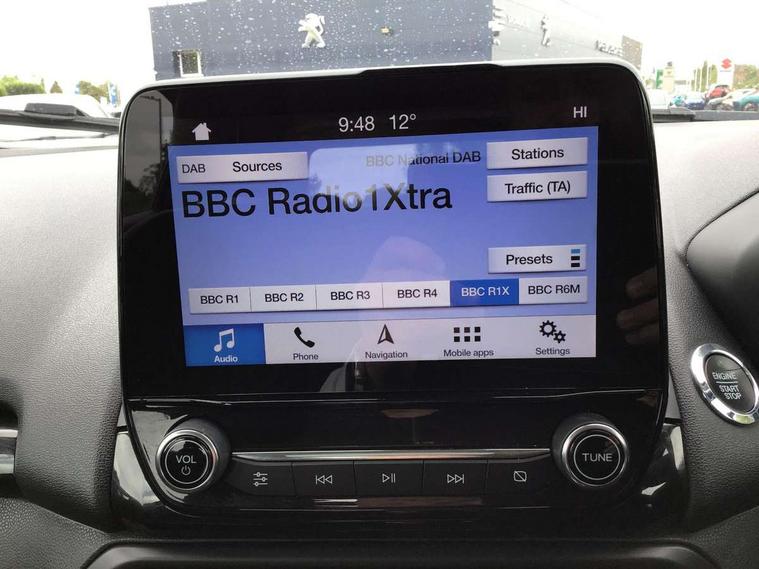 9:48 12°
HI
DAB Sources
BBC National DAB
Stations
BBC Radio1Xtra
Traffic (TA)
Presets
BBC R1
BBC R2
BBC R3
BBC R4
BBC R1X
BBC R6M
Audio
Phone
Navigation
Mobile apps
Settings
ENGINE
START
STOP
VOL
TUNE